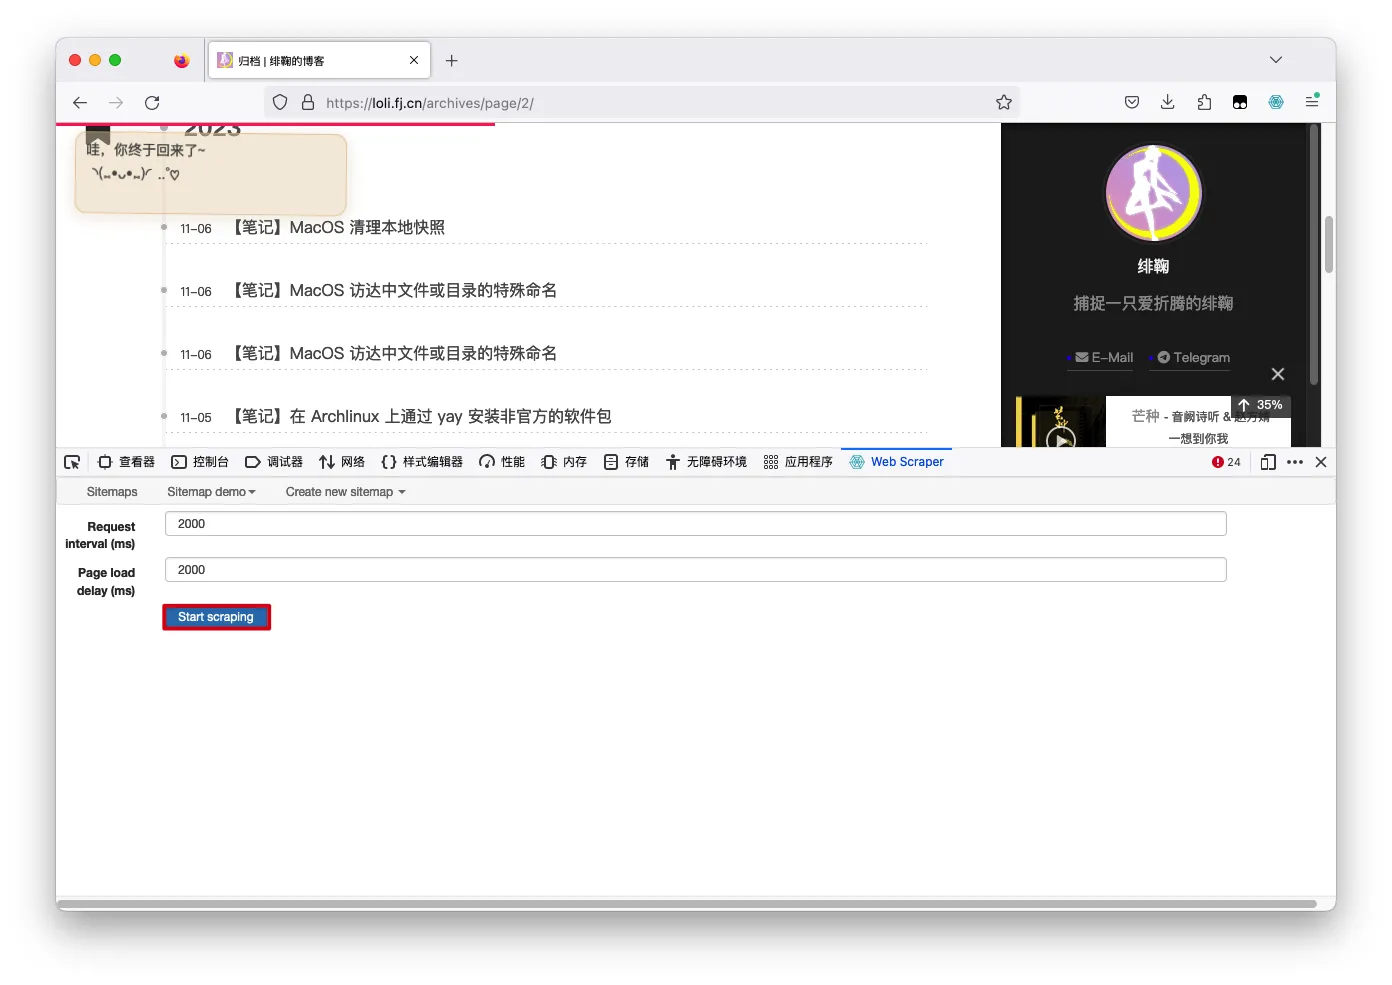 归档 | 绯鞠的博客
https://loli.fj.cn/archives/page/2/
2023
哇，你终于回来了~
ヽ(˵•ᴗ•˵)ﾉ ..°♡
11-06 【笔记】MacOS 清理本地快照
11-06 【笔记】MacOS 访达中文件或目录的特殊命名
11-06 【笔记】MacOS 访达中文件或目录的特殊命名
11-05 【笔记】在 Archlinux 上通过 yay 安装非官方的软件包
绯鞠
捕捉一只爱折腾的绯鞠
E-Mail Telegram
35%
芒种 - 音阙诗听 & 赵方婧
一想到你我
查看器 控制台 调试器 网络 样式编辑器 性能 内存 存储 无障碍环境 应用程序 Web Scraper 24
Sitemaps Sitemap demo Create new sitemap
Request interval (ms) 2000
Page load delay (ms) 2000
Start scraping